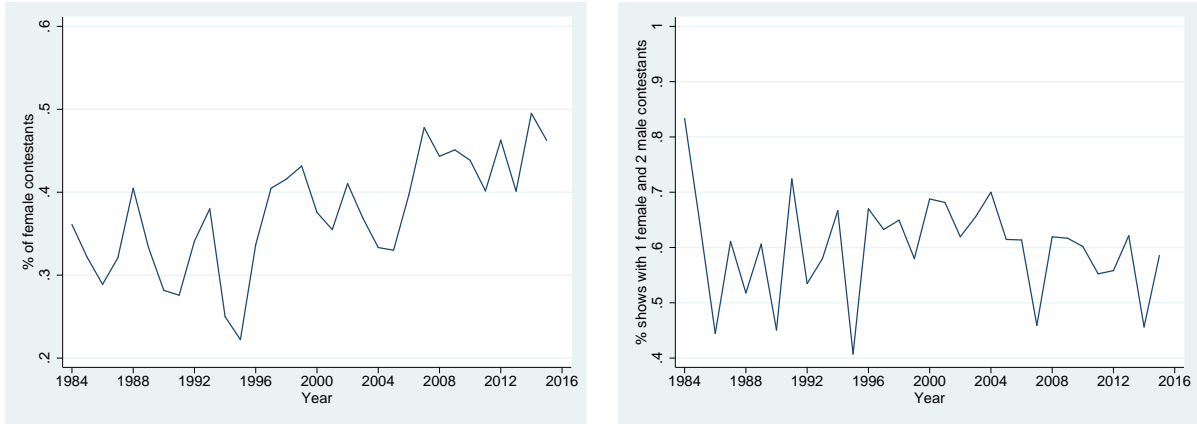 % of female contestants
.6
.5
.4
.3
.2
1984 1988 1992 1996 2000 2004 2008 2012 2016
Year
% shows with 1 female and 2 male contestants
1
.9
.8
.7
.6
.5
.4
1984 1988 1992 1996 2000 2004 2008 2012 2016
Year